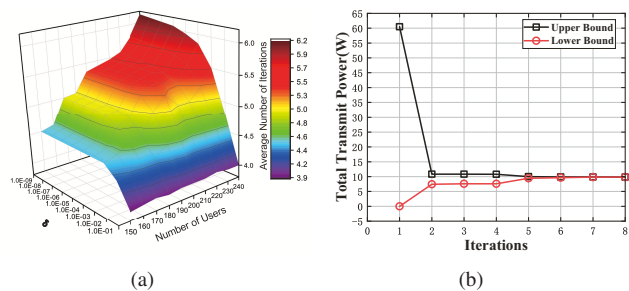 6.2
6.0
5.9
5.7
5.5
5.3
5.1
4.8
4.6
4.4
4.2
4.0
3.9
Average Number of Iterations
6.0
5.5
5.0
4.5
4.0
1.0E-09
1.0E-08
1.0E-07
1.0E-06
1.0E-05
1.0E-04
1.0E-03
1.0E-02
1.0E-01
150 160 170 180 190 200 210 220 230 240
Number of Users
(a)
65
60
55
50
45
40
35
30
25
20
15
10
5
0
−5
Total Transmit Power(W)
Upper Bound
Lower Bound
0 1 2 3 4 5 6 7 8
Iterations
(b)